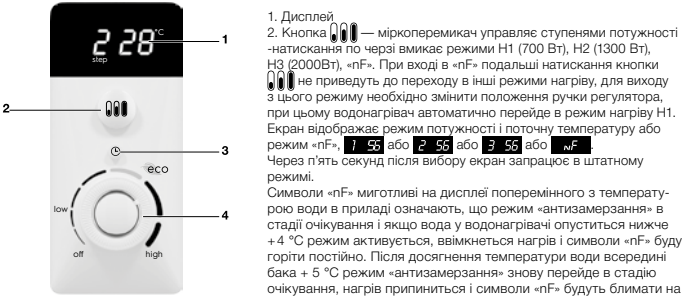 2 28 °C
step
1
2
3
eco
4
low
off
high
1. Дисплей
2. Кнопка — міркоперемикач управляє ступенями потужності
-натискання по черзі вмикає режими H1 (700 Вт), H2 (1300 Вт),
H3 (2000Вт), «nF». При вході в «nF» подальші натискання кнопки
не приведуть до переходу в інші режими нагріву, для виходу
з цього режиму необхідно змінити положення ручки регулятора,
при цьому водонагрівач автоматично перейде в режим нагріву H1.
Екран відображає режим потужності і поточну температуру або
режим «nF», 1 56 або 2 56 або 3 56 або nF .
Через п'ять секунд після вибору екран запрацює в штатному
режимі.
Символи «nF» миготливі на дисплеї поперемінного з температу-
рою води в приладі означають, що режим «антизамерзання» в
стадії очікування і якщо вода у водонагрівачі опуститься нижче
+4 °C режим активується, ввімкнеться нагрів і символи «nF» буду
горіти постійно. Після досягнення температури води всередині
бака + 5 °C режим «антизамерзання» знову перейде в стадію
очікування, нагрів припиниться і символи «nF» будуть блимати на